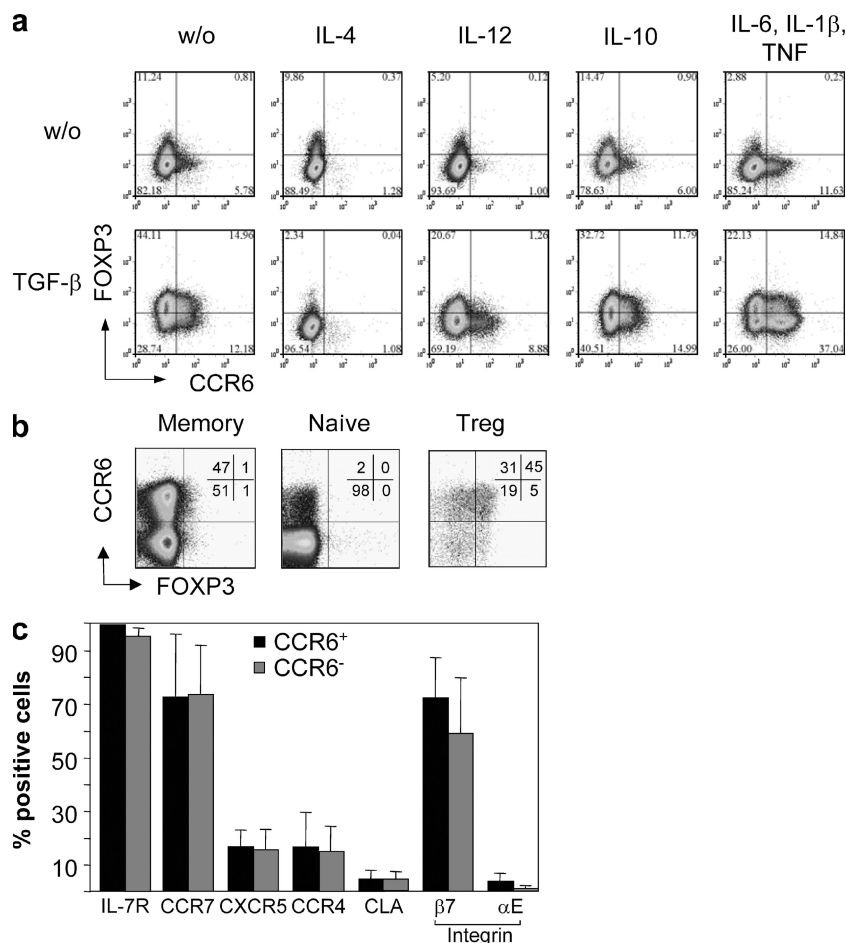 a
w/o
IL-4
IL-12
IL-10
IL-6, IL-1β,
TNF
w/o
11.24 0.81
82.18 5.78
9.86 0.37
88.49 1.28
5.20 0.12
93.69 1.00
14.47 0.90
78.63 6.00
2.88 0.25
85.24 11.63
TGF-β
44.11 14.96
28.74 12.18
2.34 0.04
96.54 1.08
20.67 1.26
69.19 8.88
32.72 11.79
40.51 14.99
22.13 14.84
26.00 37.04
FOXP3
CCR6
b
Memory
Naive
Treg
47 1
51 1
2 0
98 0
31 45
19 5
CCR6
FOXP3
c
CCR6+
CCR6-
% positive cells
90
70
50
30
10
IL-7R CCR7 CXCR5 CCR4 CLA β7 αE
Integrin